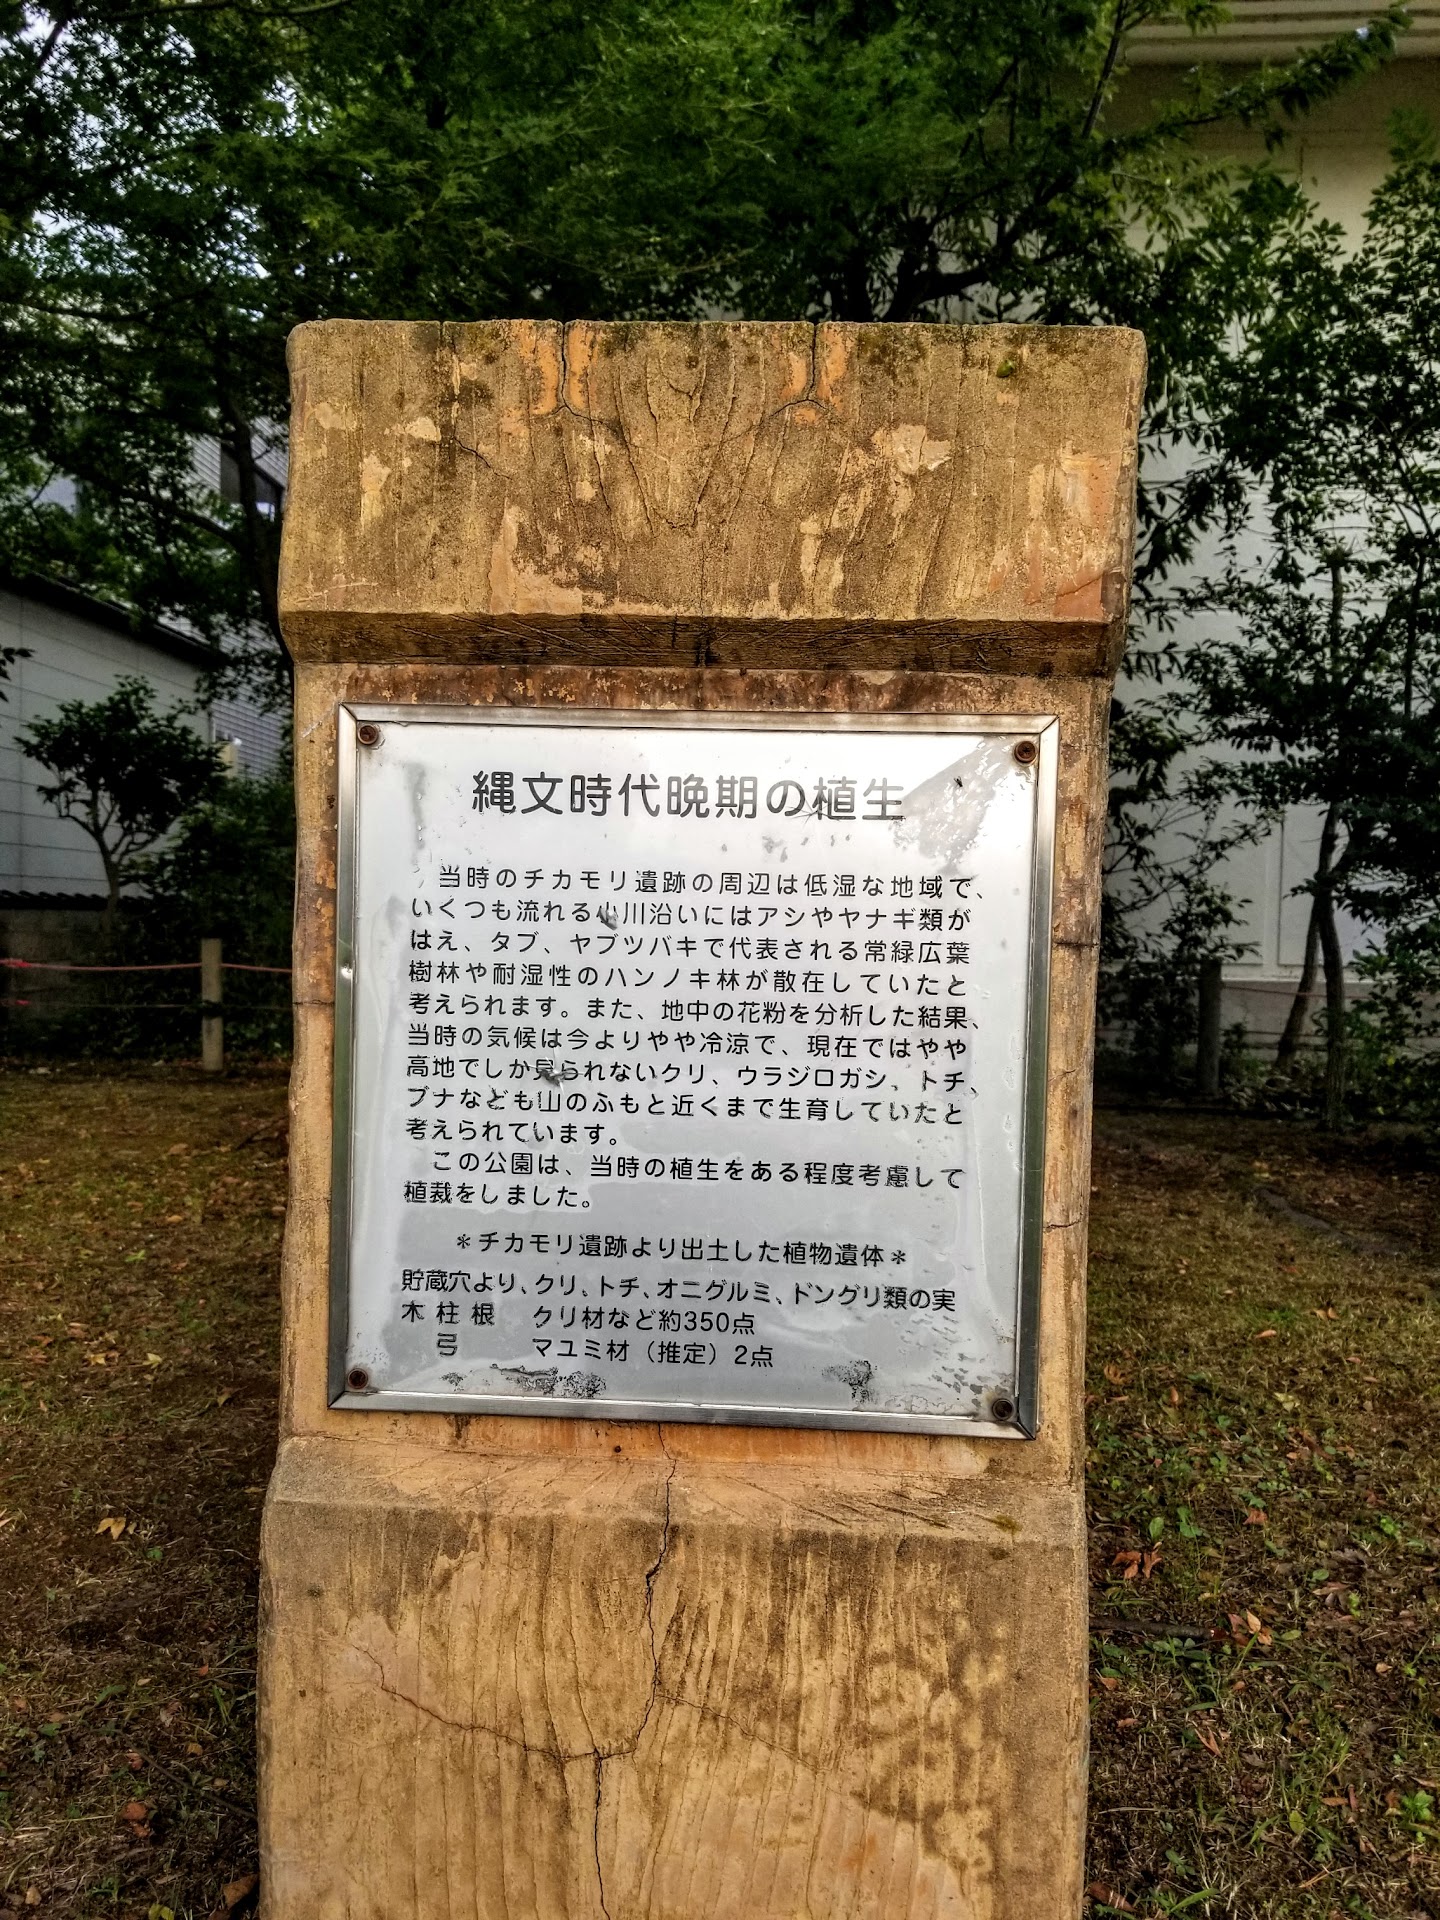 縄文時代晩期の植生
当時のチカモリ遺跡の周辺は低湿な地域で、
いくつも流れる小川沿いにはアシやヤナギ類が
はえ、タブ、ヤブツバキで代表される常緑広葉
樹林や耐湿性のハンノキ林が散在していたと
考えられます。また、地中の花粉を分析した結果、
当時の気候は今よりやや冷涼で、現在ではやや
高地でしか見られないクリ、ウラジロガシ、トチ、
ブナなども山のふもと近くまで生育していたと
考えられています。
この公園は、当時の植生をある程度考慮して
植裁をしました。
＊チカモリ遺跡より出土した植物遺体＊
貯蔵穴より、クリ、トチ、オニグルミ、ドングリ類の実
木柱根　クリ材など約350点
弓　マユミ材（推定）2点